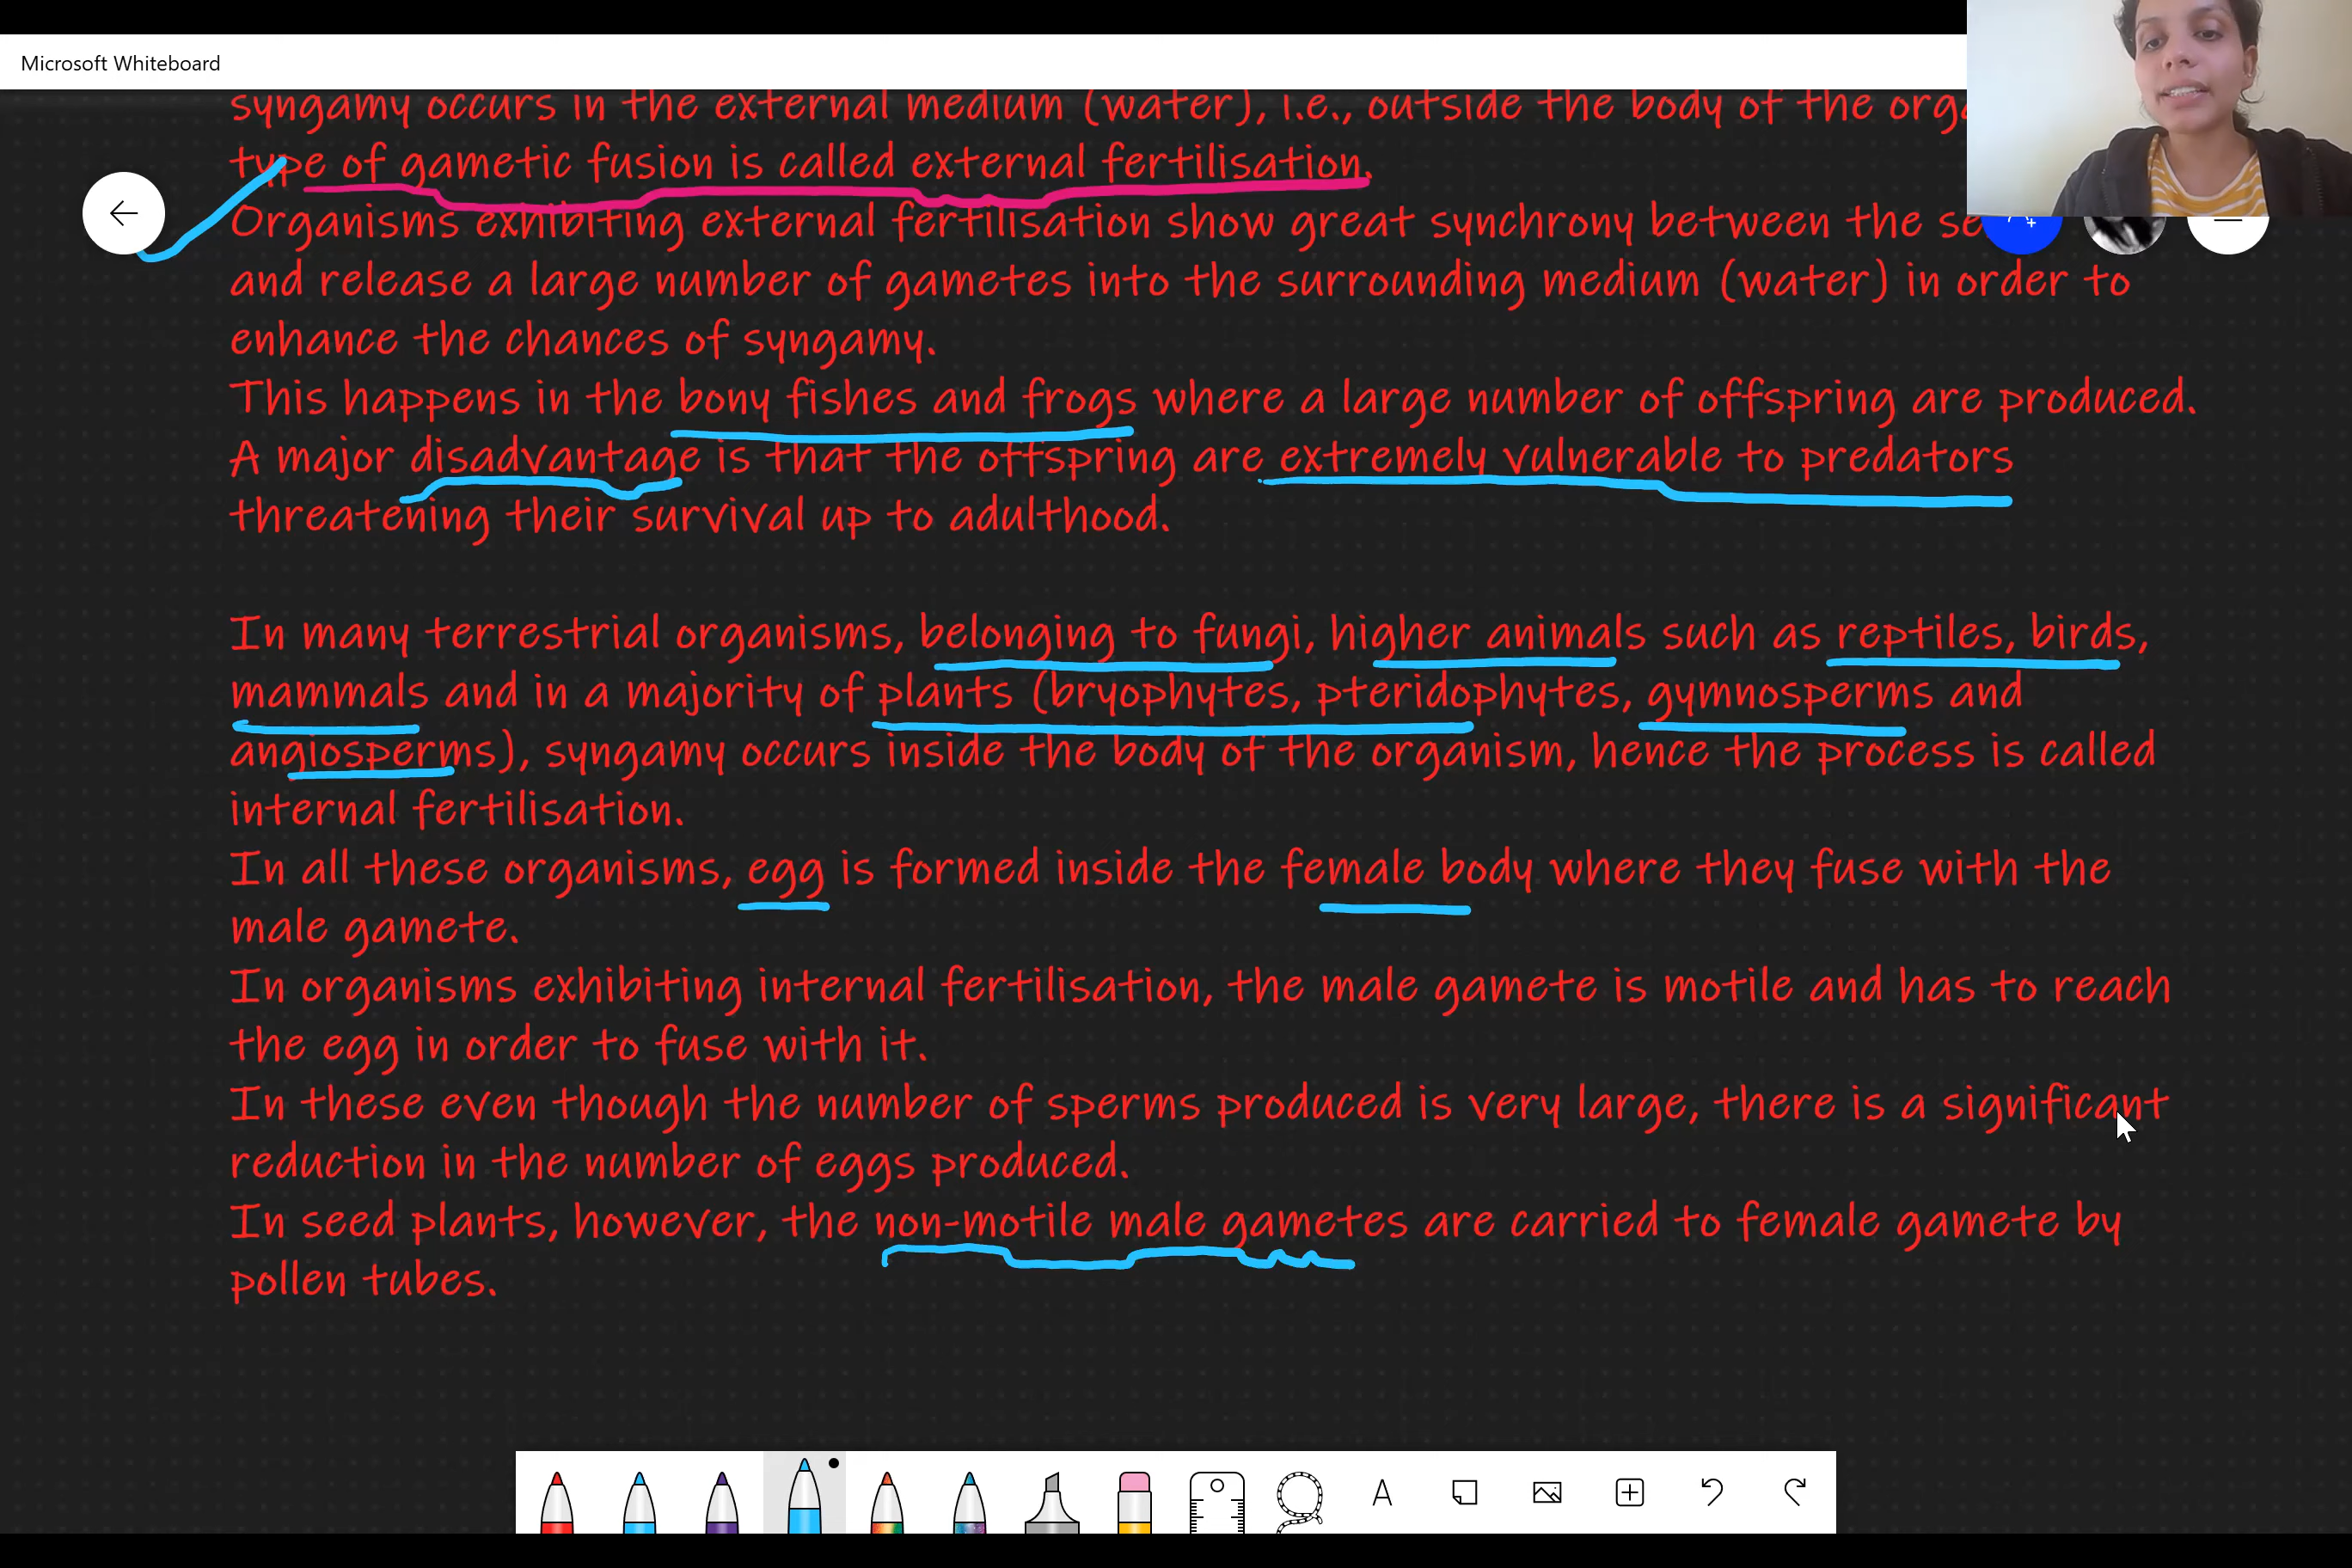 Microsoft Whiteboard
syngamy occurs in the external medium (water), i.e., outside the body of the
type of gametic fusion is called external fertilisation.
Organisms exhibiting external fertilisation show great synchrony between the
and release a large number of gametes into the surrounding medium (water) in order to
enhance the chances of syngamy.
This happens in the bony fishes and frogs where a large number of offspring are produced.
A major disadvantage is that the offspring are extremely vulnerable to predators
threatening their survival up to adulthood.
In many terrestrial organisms, belonging to fungi, higher animals such as reptiles, birds,
mammals and in a majority of plants (bryophytes, pteridophytes, gymnosperms and
angiosperms), syngamy occurs inside the body of the organism, hence the process is called
internal fertilisation.
In all these organisms, egg is formed inside the female body where they fuse with the
male gamete.
In organisms exhibiting internal fertilisation, the male gamete is motile and has to reach
the egg in order to fuse with it.
In these even though the number of sperms produced is very large, there is a significant
reduction in the number of eggs produced.
In seed plants, however, the non-motile male gametes are carried to female gamete by
pollen tubes.